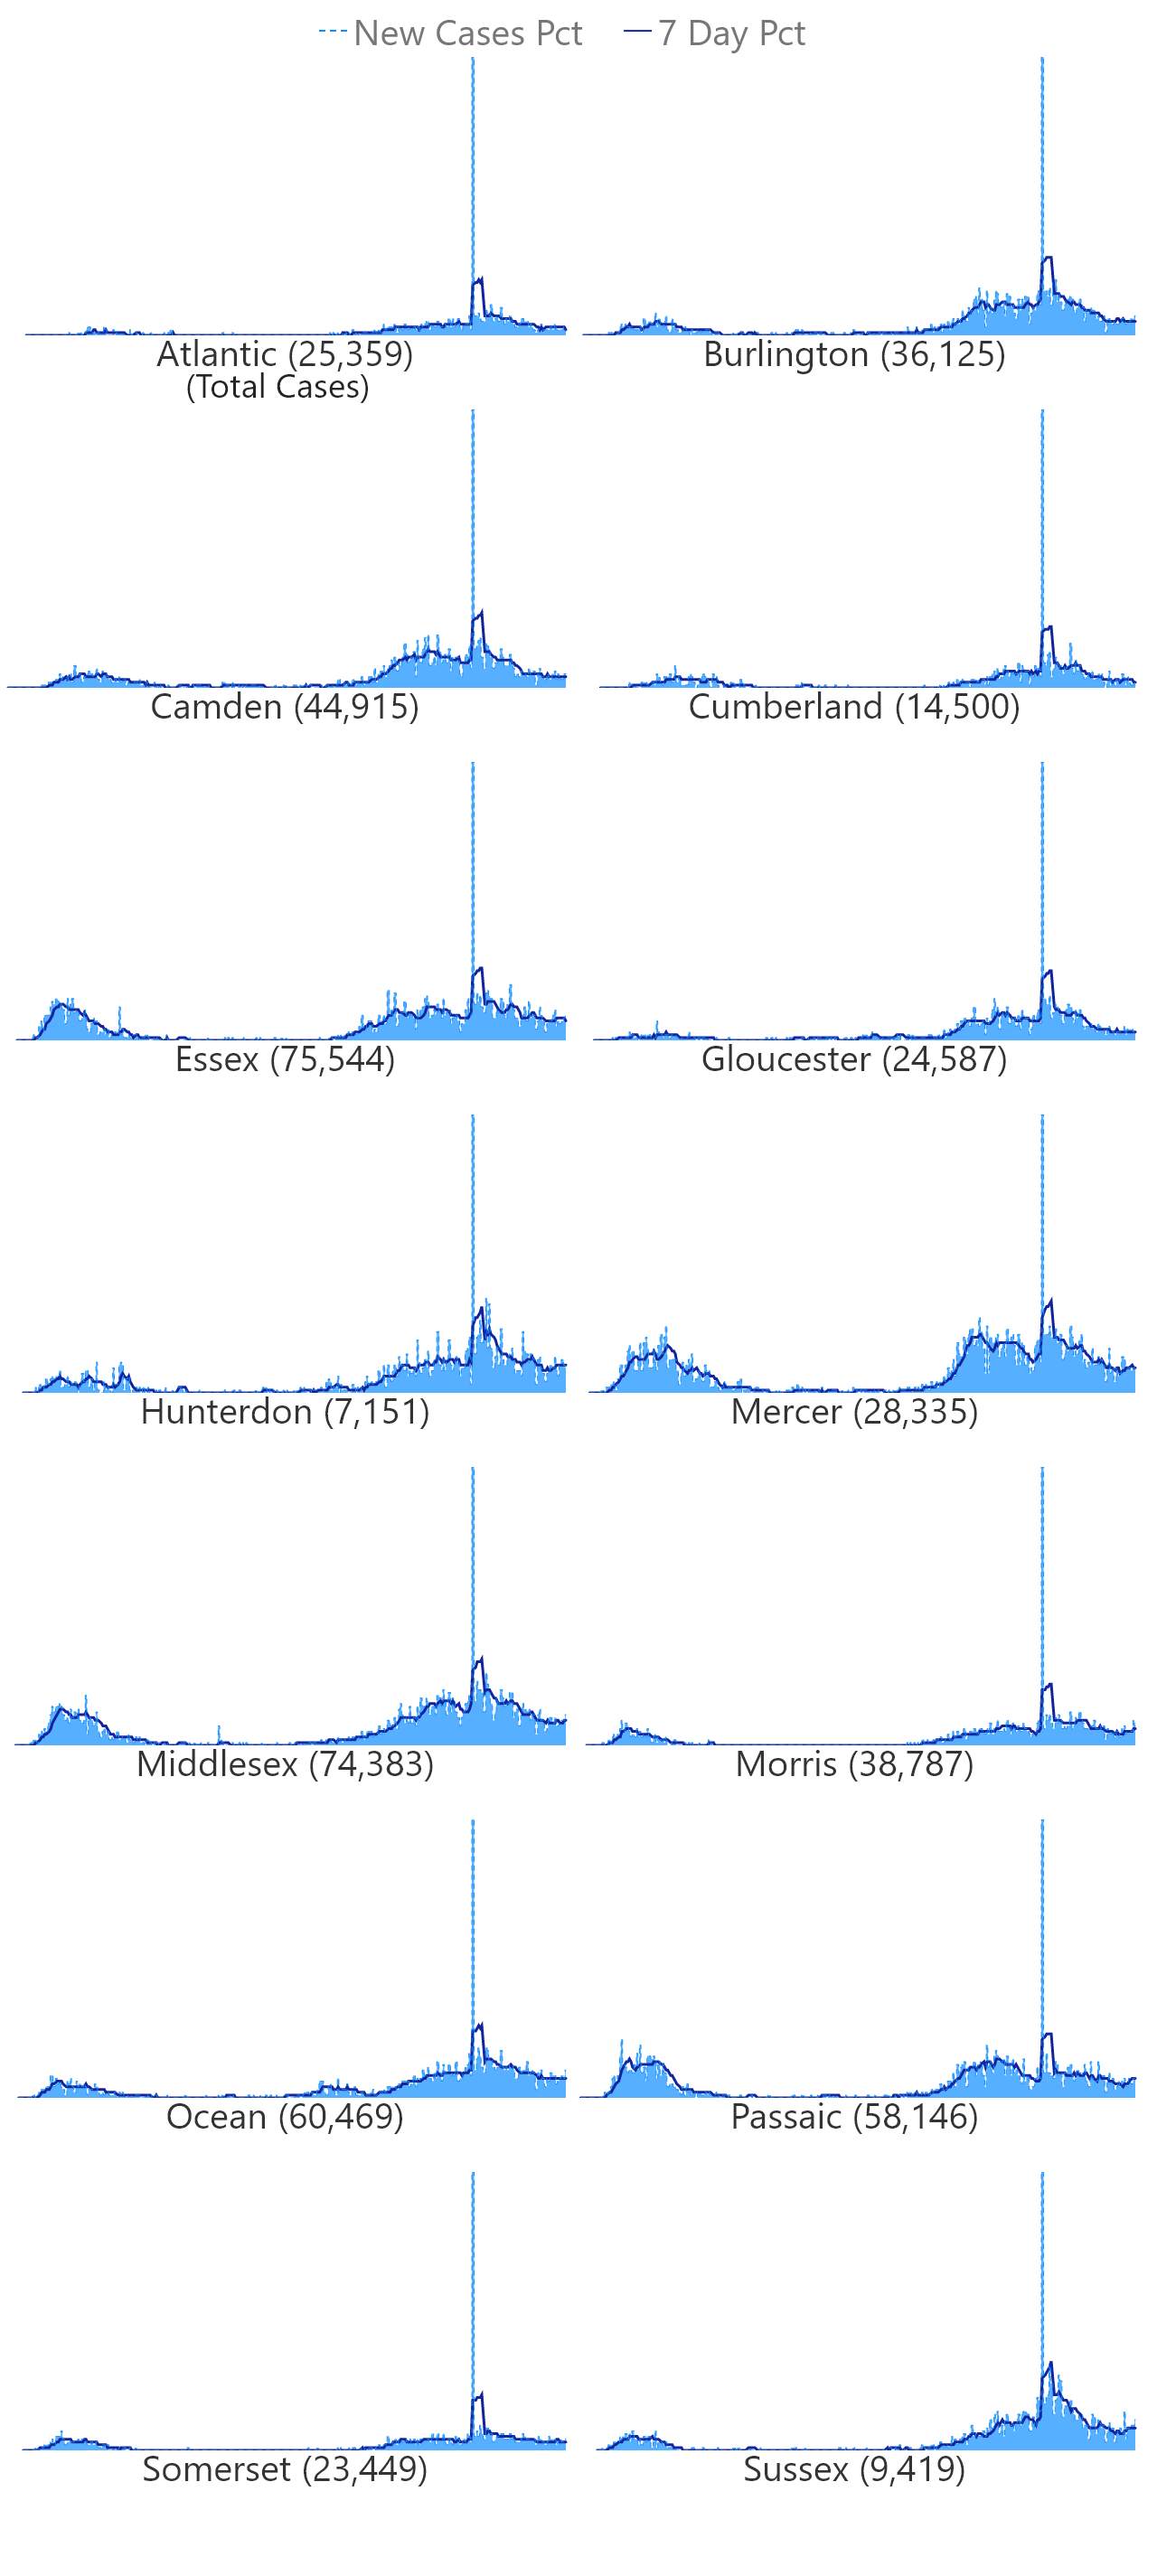 New Cases Pct 7 Day Pct
Atlantic (25,359) Burlington (36,125)
(Total Cases)
Camden (44,915) Cumberland (14,500)
Essex (75,544) Gloucester (24,587)
Hunterdon (7,151) Mercer (28,335)
Middlesex (74,383) Morris (38,787)
Ocean (60,469) Passaic (58,146)
Somerset (23,449) Sussex (9,419)